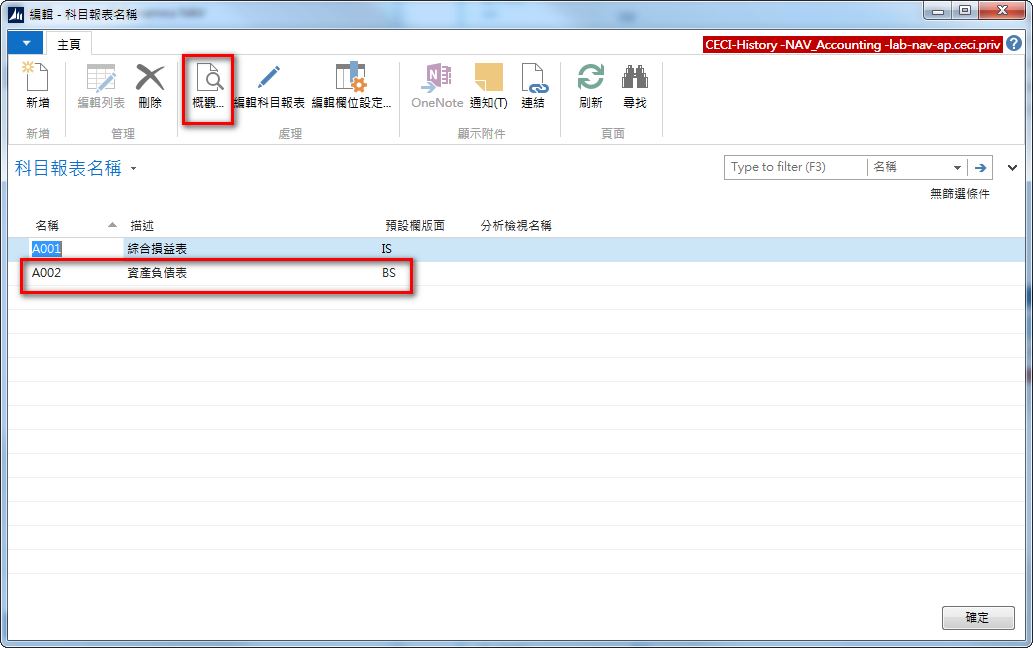 編輯 - 科目報表名稱
主頁
CECI-History -NAV_Accounting -lab-nav-ap.ceci.priv
新增 編輯列表 刪除 概觀... 編輯科目報表 編輯欄位設定... OneNote 通知(T) 連結 刷新 尋找
新增 管理 處理 顯示附件 頁面
科目報表名稱
Type to filter (F3) 名稱
無篩選條件
名稱 描述 預設欄版面 分析檢視名稱
A001 綜合損益表 IS
A002 資產負債表 BS
確定